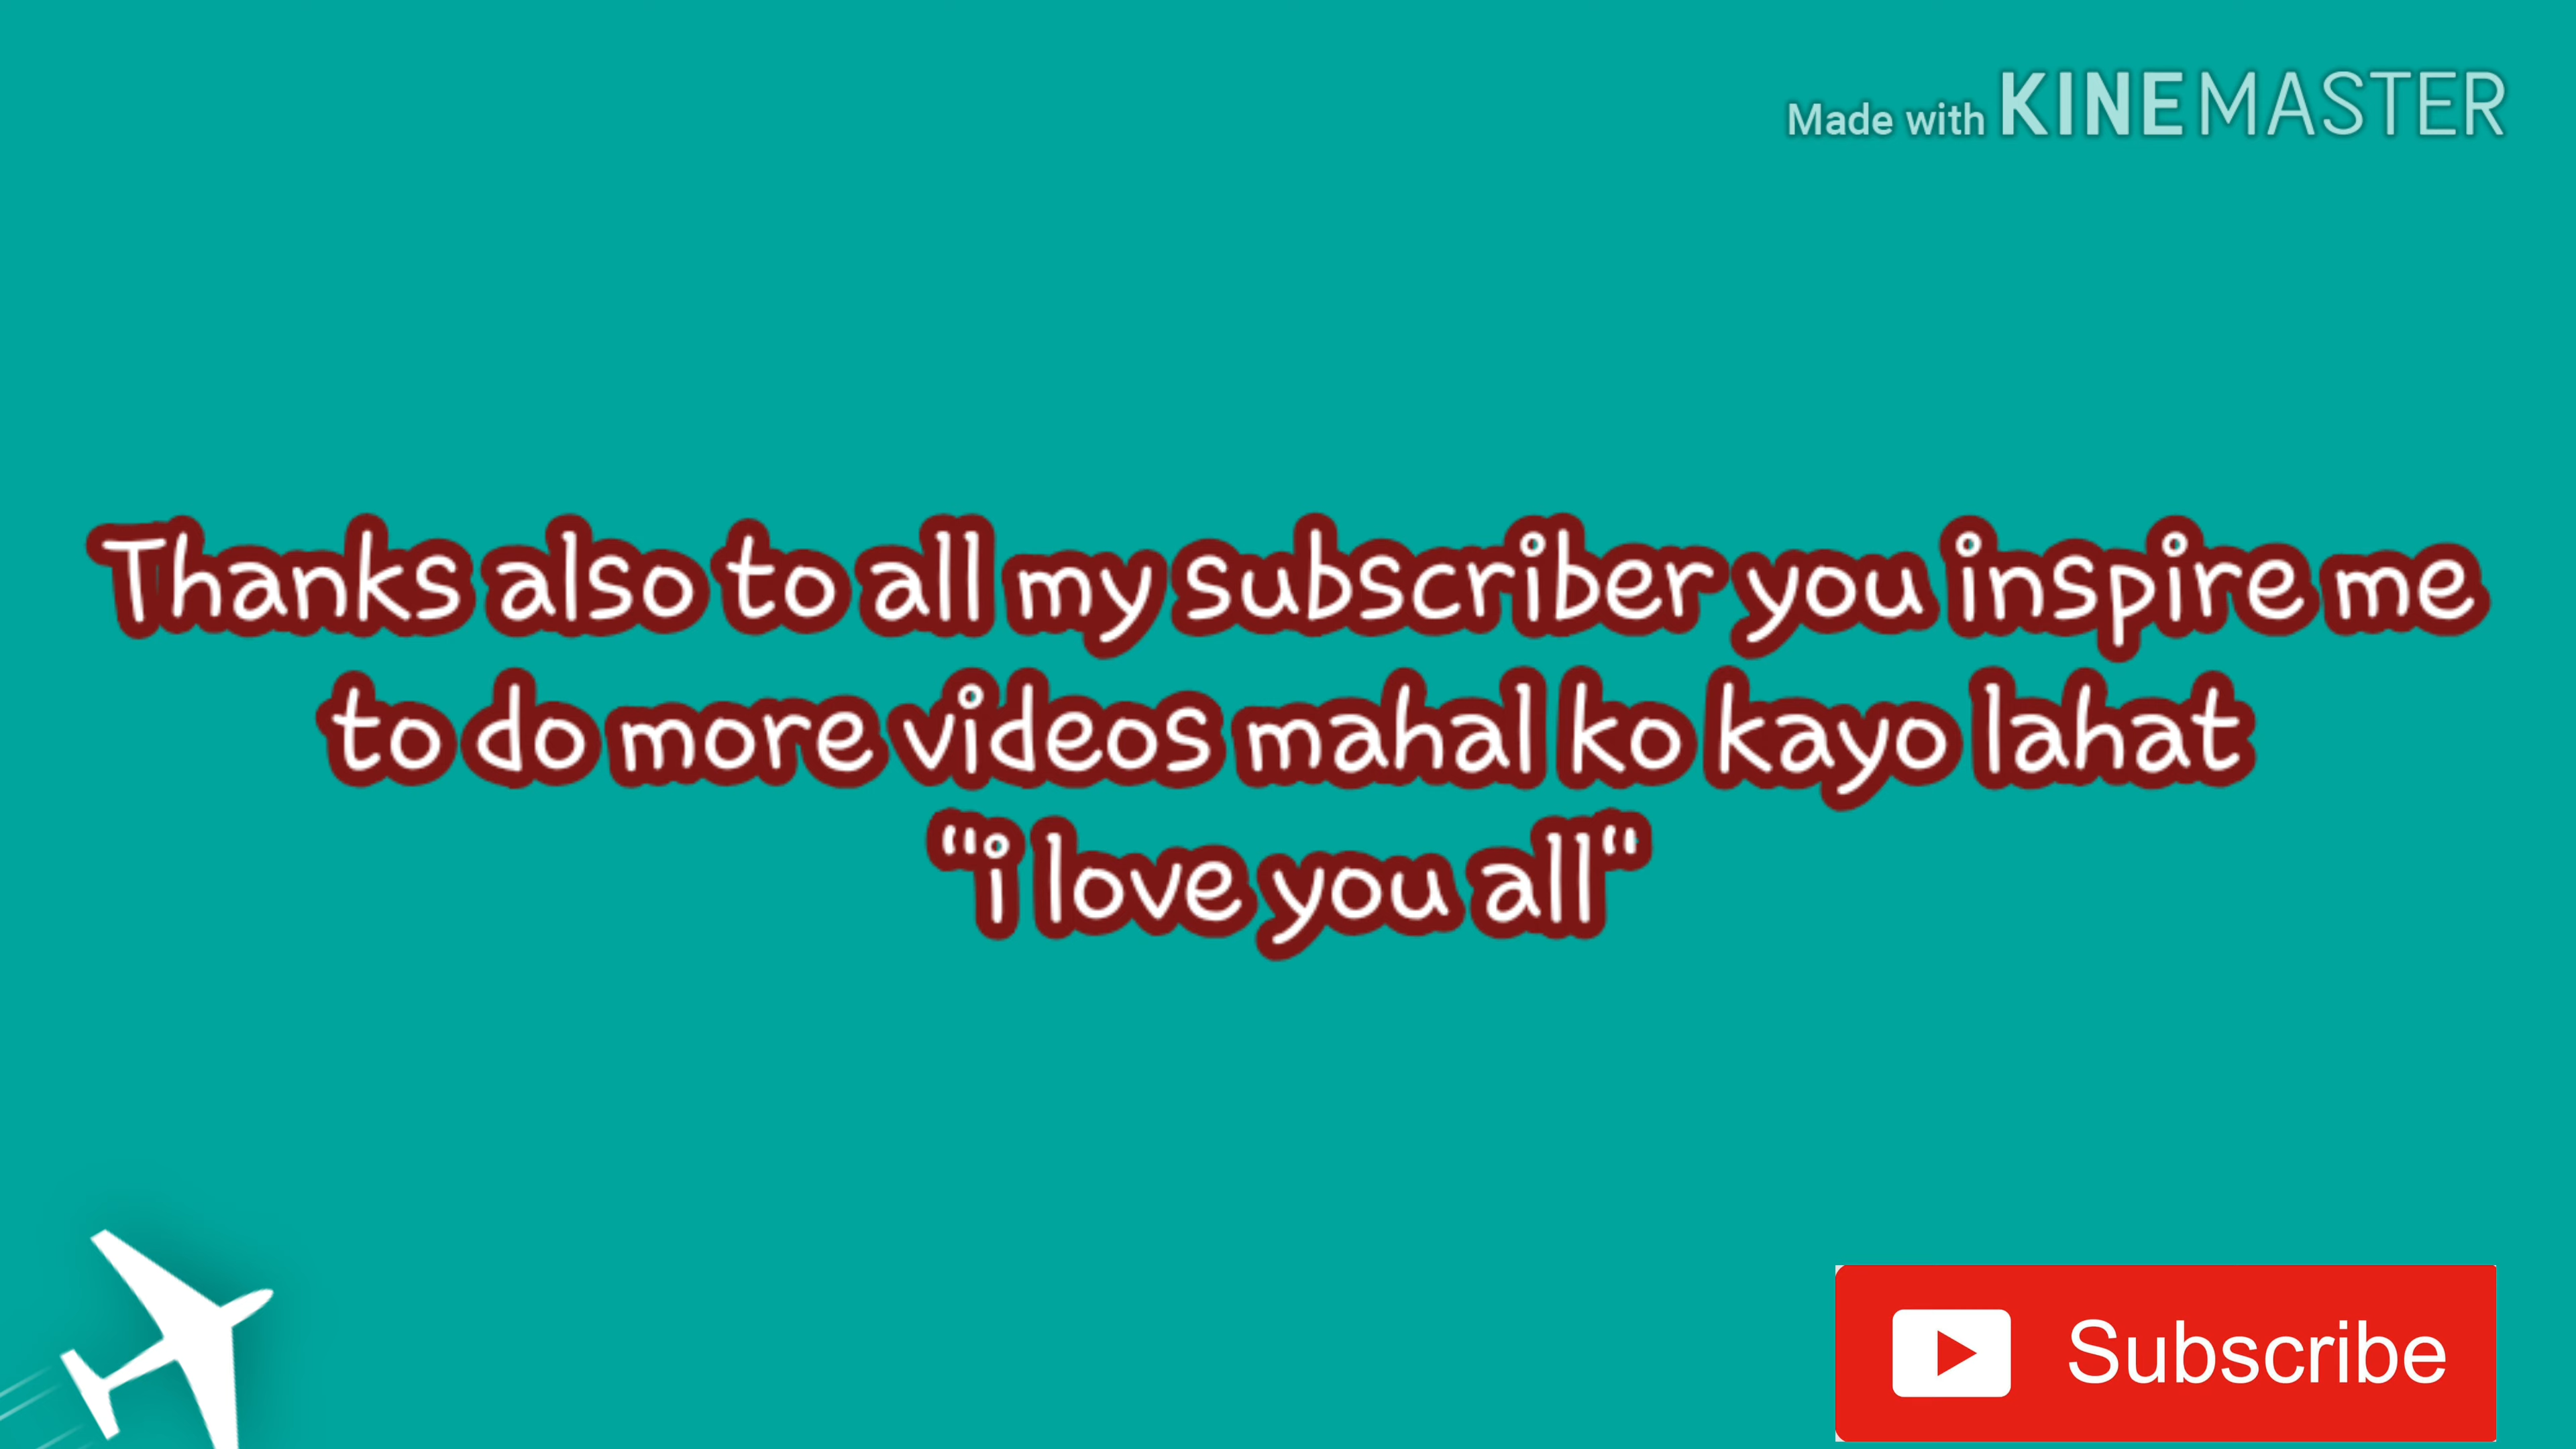 Made with KINEMASTER
Thanks also to all my subscriber you inspire me
to do more videos mahal ko kayo lahat
"i love you all"
Subscribe